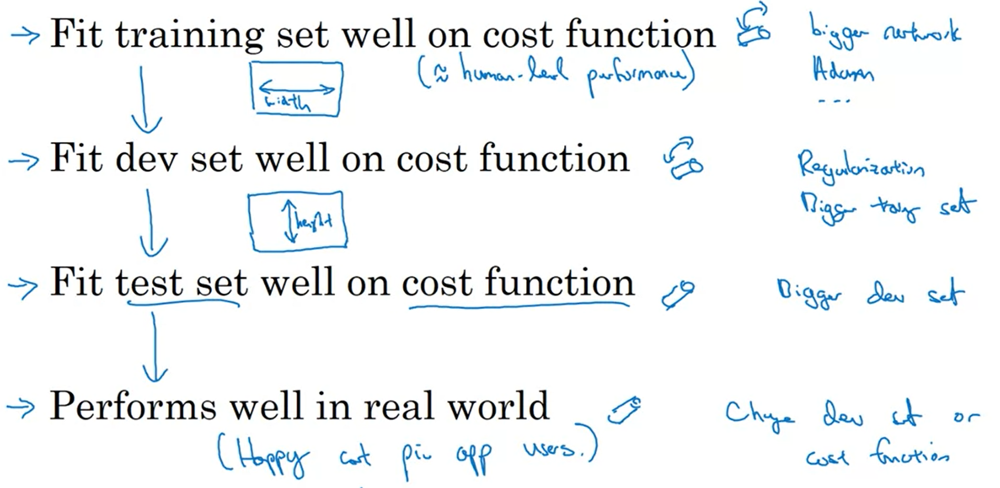 → Fit training set well on cost function
bigger network
(≈ human-level performance)
Adam
width
...
→ Fit dev set well on cost function
Regularization
Bigger traing set
height
→ Fit test set well on cost function
Bigger dev set
→ Performs well in real world
Change dev set or
(Happy cat pic app users.)
cost function